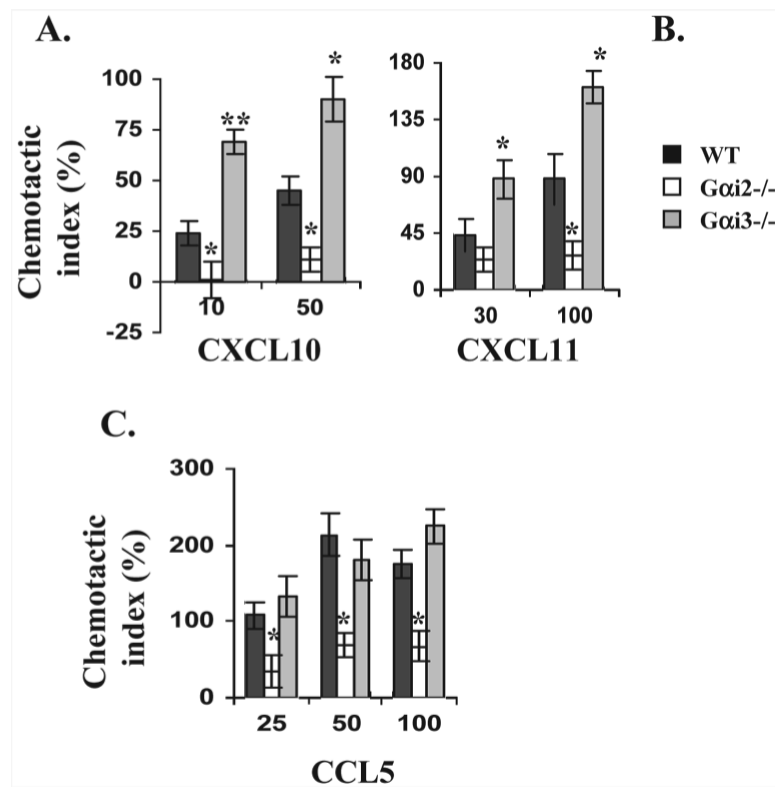 A.
B.
Chemotactic
index (%)
100
75
50
25
0
-25
**
*
*
*
10
50
CXCL10
180
135
90
45
0
*
*
*
30
100
CXCL11
WT
Gαi2-/-
Gαi3-/-
C.
Chemotactic
index (%)
300
200
100
0
*
*
*
25
50
100
CCL5